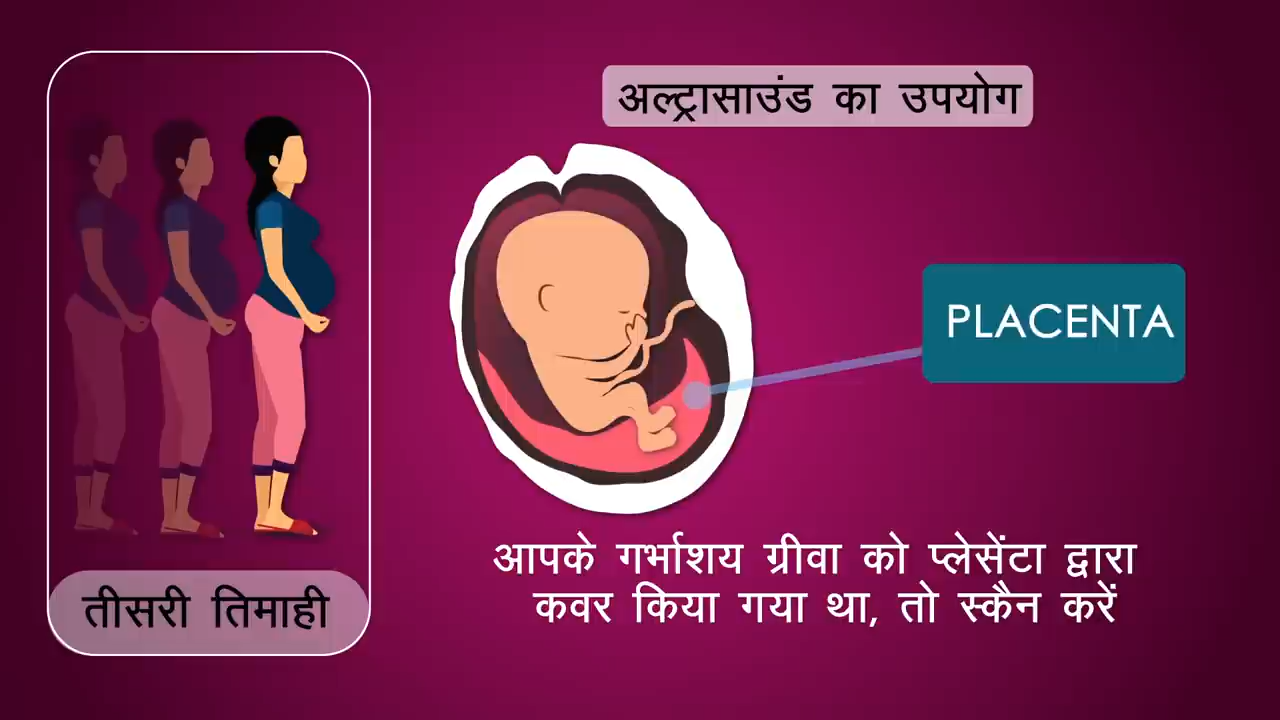 अल्ट्रासाउंड का उपयोग
PLACENTA
आपके गर्भाशय ग्रीवा को प्लेसेंटा द्वारा
कवर किया गया था, तो स्कैन करें
तीसरी तिमाही